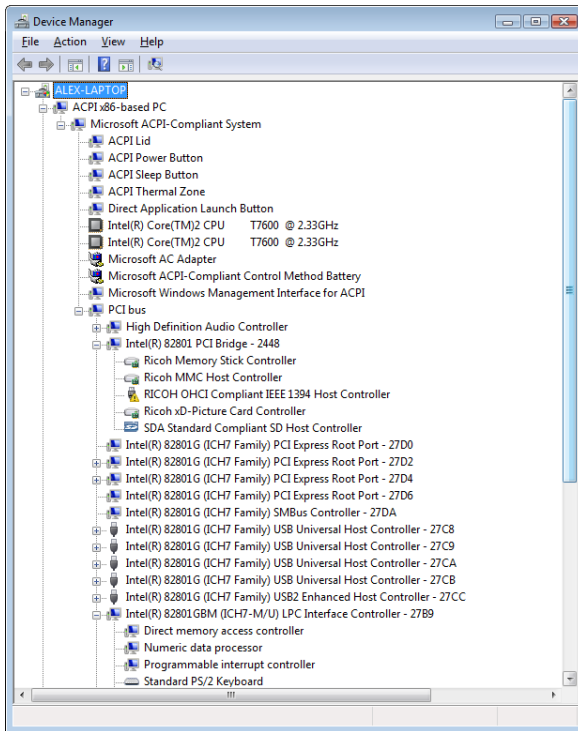 Device Manager
File Action View Help
ALEX-LAPTOP
ACPI x86-based PC
Microsoft ACPI-Compliant System
ACPI Lid
ACPI Power Button
ACPI Sleep Button
ACPI Thermal Zone
Direct Application Launch Button
Intel(R) Core(TM)2 CPU T7600 @ 2.33GHz
Intel(R) Core(TM)2 CPU T7600 @ 2.33GHz
Microsoft AC Adapter
Microsoft ACPI-Compliant Control Method Battery
Microsoft Windows Management Interface for ACPI
PCI bus
High Definition Audio Controller
Intel(R) 82801 PCI Bridge - 2448
Ricoh Memory Stick Controller
Ricoh MMC Host Controller
RICOH OHCI Compliant IEEE 1394 Host Controller
Ricoh xD-Picture Card Controller
SDA Standard Compliant SD Host Controller
Intel(R) 82801G (ICH7 Family) PCI Express Root Port - 27D0
Intel(R) 82801G (ICH7 Family) PCI Express Root Port - 27D2
Intel(R) 82801G (ICH7 Family) PCI Express Root Port - 27D4
Intel(R) 82801G (ICH7 Family) PCI Express Root Port - 27D6
Intel(R) 82801G (ICH7 Family) SMBus Controller - 27DA
Intel(R) 82801G (ICH7 Family) USB Universal Host Controller - 27C8
Intel(R) 82801G (ICH7 Family) USB Universal Host Controller - 27C9
Intel(R) 82801G (ICH7 Family) USB Universal Host Controller - 27CA
Intel(R) 82801G (ICH7 Family) USB Universal Host Controller - 27CB
Intel(R) 82801G (ICH7 Family) USB2 Enhanced Host Controller - 27CC
Intel(R) 82801GBM (ICH7-M/U) LPC Interface Controller - 27B9
Direct memory access controller
Numeric data processor
Programmable interrupt controller
Standard PS/2 Keyboard